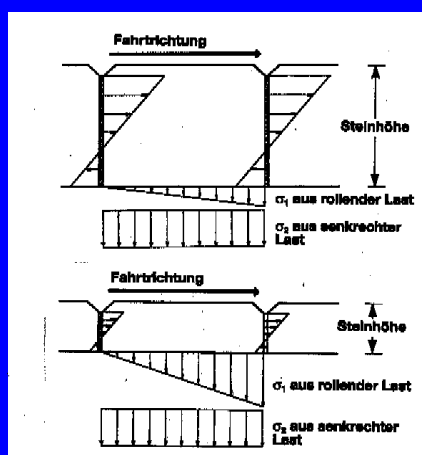 Fahrtrichtung
Steinhöhe
σ₁ aus rollender Last
σ₂ aus senkrechter
Last
Fahrtrichtung
Steinhöhe
σ₁ aus rollender Last
σ₂ aus senkrechter
Last